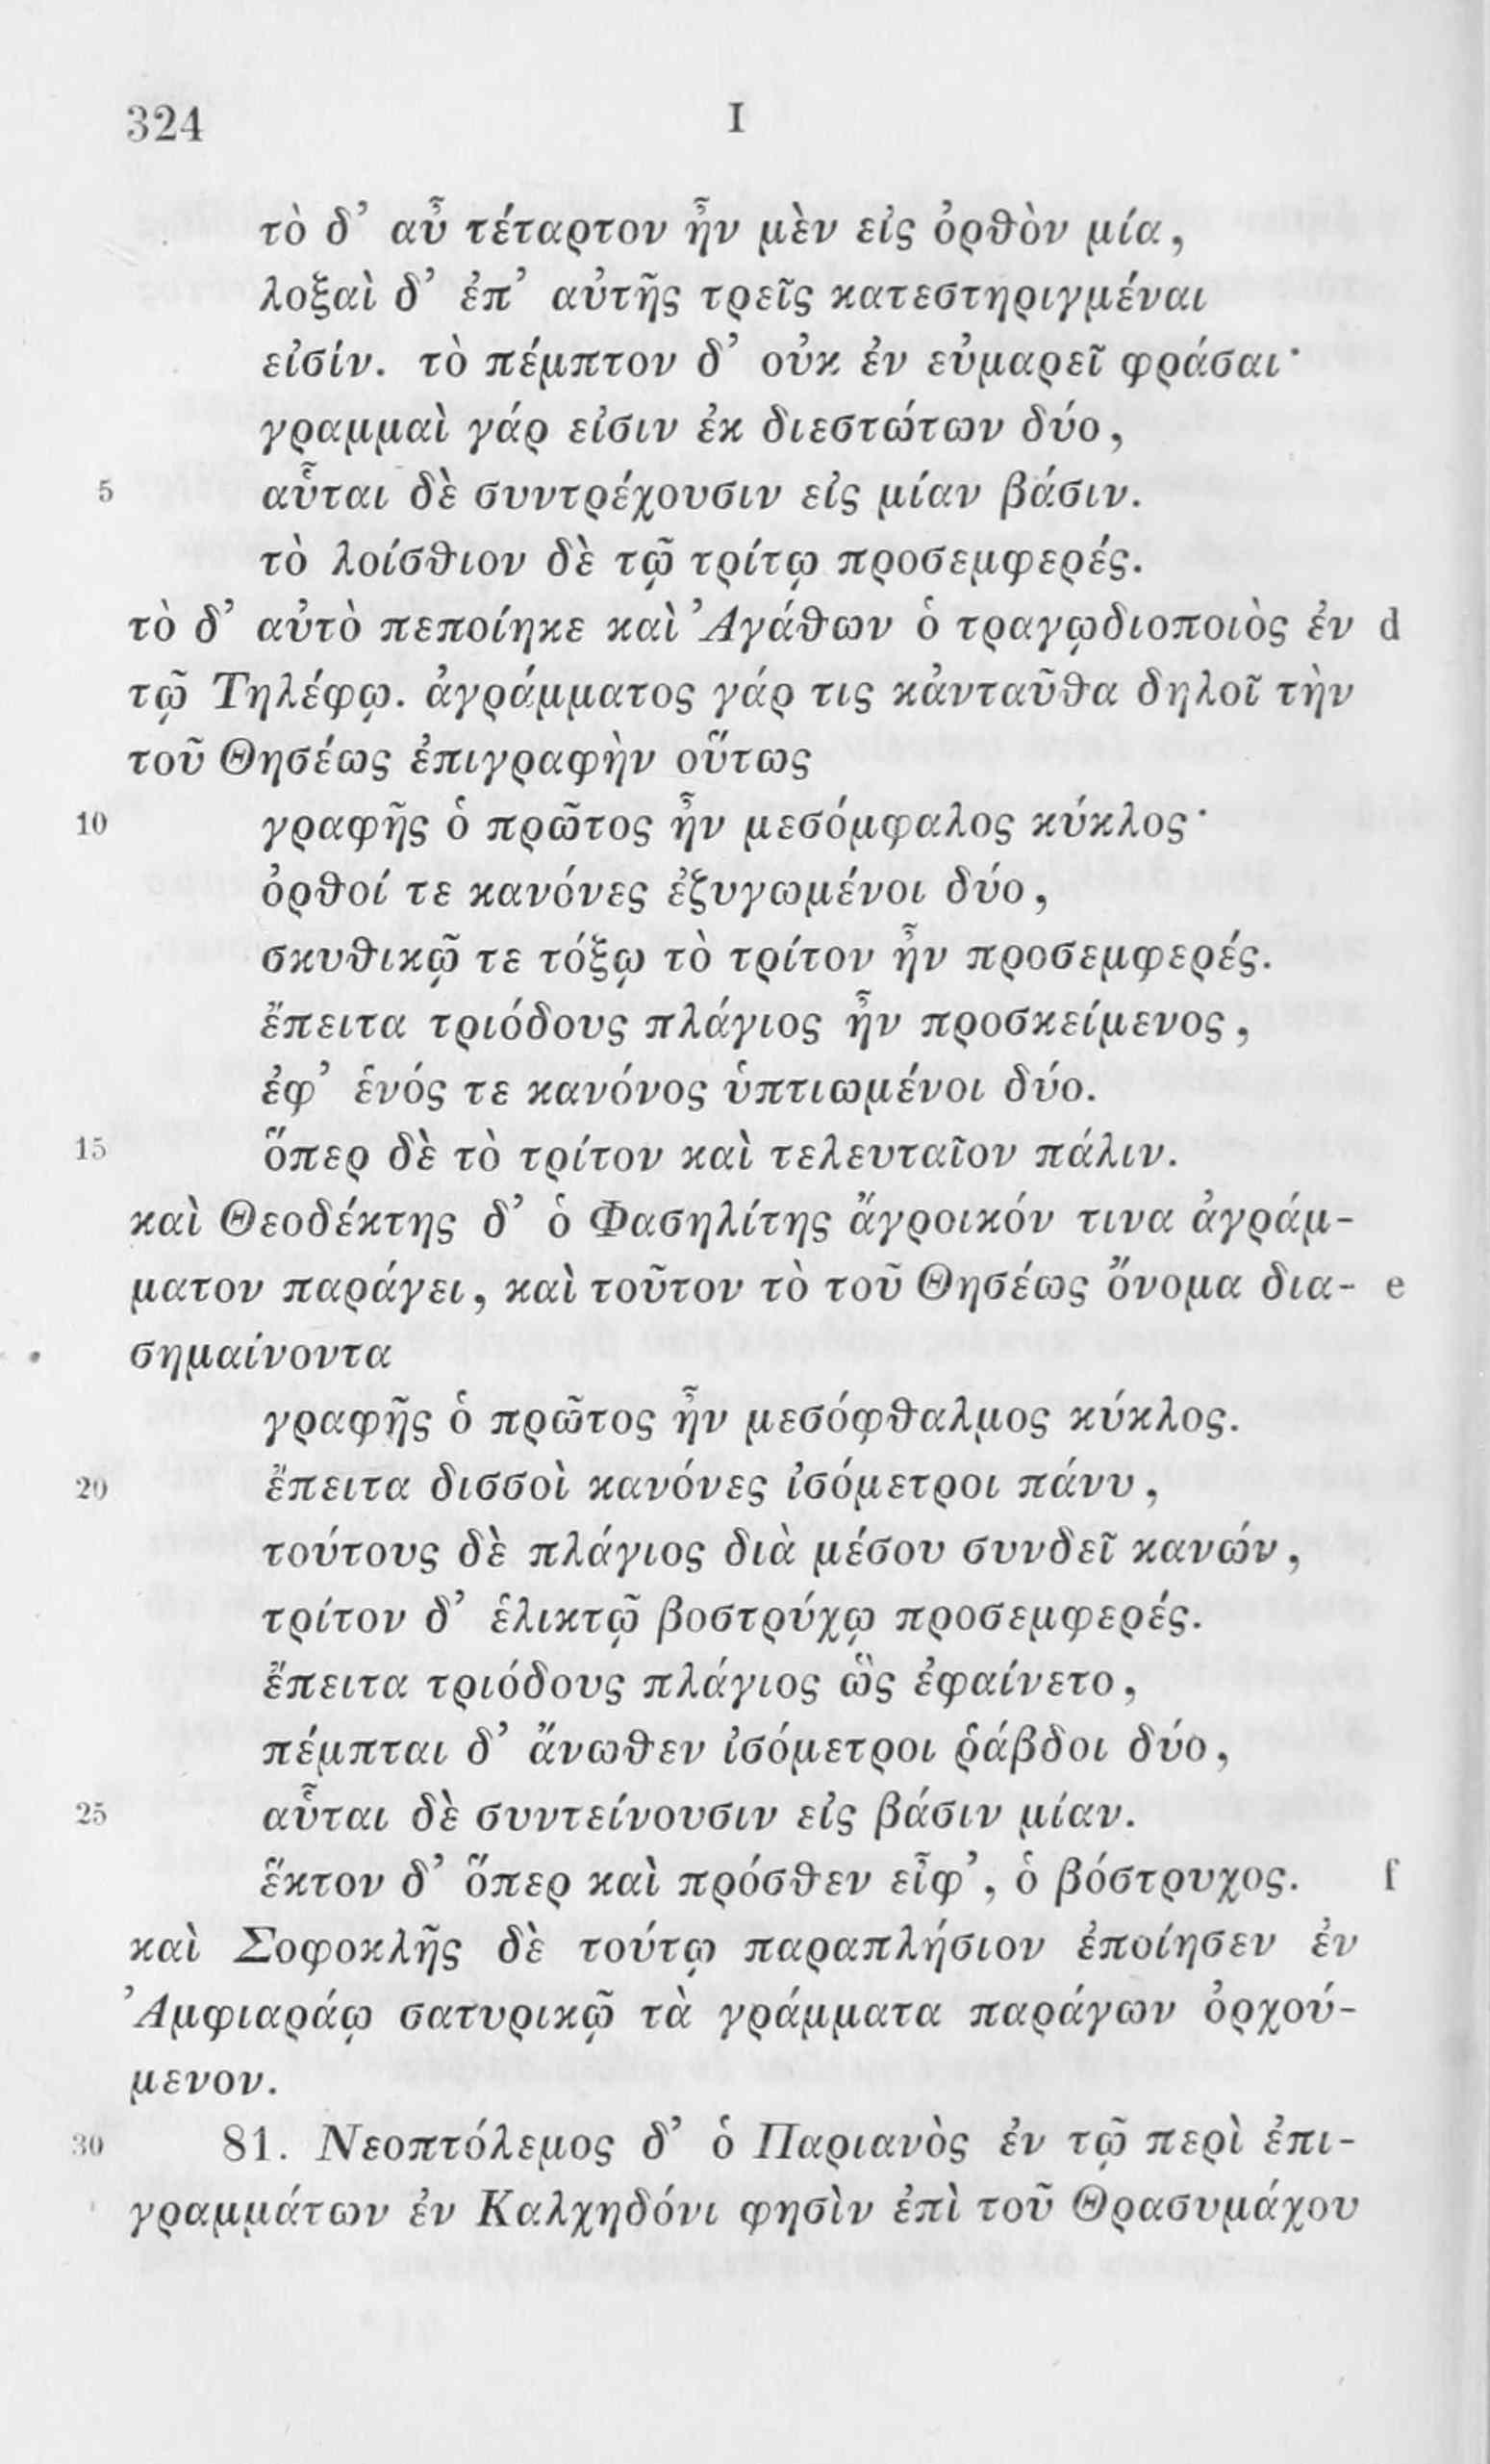 324 I
τὸ δ’ αὖ τέταρτον ἦν μὲν εἰς ὀρθὸν μία,
λοξαὶ δ’ ἐπ’ αὐτῆς τρεῖς κατεστηριγμέναι
εἰσίν. τὸ πέμπτον δ’ οὐκ ἐν εὐμαρεῖ φράσαι·
γραμμαὶ γάρ εἰσιν ἐκ διεστώτων δύο,
5 αὗται δὲ συντρέχουσιν εἰς μίαν βάσιν.
τὸ λοίσθιον δὲ τῷ τρίτῳ προσεμφερές.
τὸ δ’ αὐτὸ πεποίηκε καὶ Ἀγάθων ὁ τραγῳδιοποιὸς ἐν d
τῷ Τηλέφῳ. ἀγράμματος γάρ τις κἀνταῦθα δηλοῖ τὴν
τοῦ Θησέως ἐπιγραφὴν οὕτως
10 γραφῆς ὁ πρῶτος ἦν μεσόμφαλος κύκλος·
ὀρθοί τε κανόνες ἐζυγωμένοι δύο,
σκυθικῷ τε τόξῳ τὸ τρίτον ἦν προσεμφερές.
ἔπειτα τριόδους πλάγιος ἦν προσκείμενος,
ἐφ’ ἑνός τε κανόνος ὑπτιωμένοι δύο.
15 ὅπερ δὲ τὸ τρίτον καὶ τελευταῖον πάλιν.
καὶ Θεοδέκτης δ’ ὁ Φασηλίτης ἄγροικόν τινα ἀγράμ-
ματον παράγει, καὶ τοῦτον τὸ τοῦ Θησέως ὄνομα δια- e
σημαίνοντα
γραφῆς ὁ πρῶτος ἦν μεσόφθαλμος κύκλος.
20 ἔπειτα δισσοὶ κανόνες ἰσόμετροι πάνυ,
τούτους δὲ πλάγιος διὰ μέσου συνδεῖ κανών,
τρίτον δ’ ἑλικτῷ βοστρύχῳ προσεμφερές.
ἔπειτα τριόδους πλάγιος ὣς ἐφαίνετο,
πέμπται δ’ ἄνωθεν ἰσόμετροι ῥάβδοι δύο,
25 αὗται δὲ συντείνουσιν εἰς βάσιν μίαν.
ἕκτον δ’ ὅπερ καὶ πρόσθεν εἶφ’, ὁ βόστρυχος. f
καὶ Σοφοκλῆς δὲ τούτῳ παραπλήσιον ἐποίησεν ἐν
Ἀμφιαράῳ σατυρικῷ τὰ γράμματα παράγων ὀρχού-
μενον.
30 81. Νεοπτόλεμος δ’ ὁ Παριανὸς ἐν τῷ περὶ ἐπι-
γραμμάτων ἐν Καλχηδόνι φησὶν ἐπὶ τοῦ Θρασυμάχου